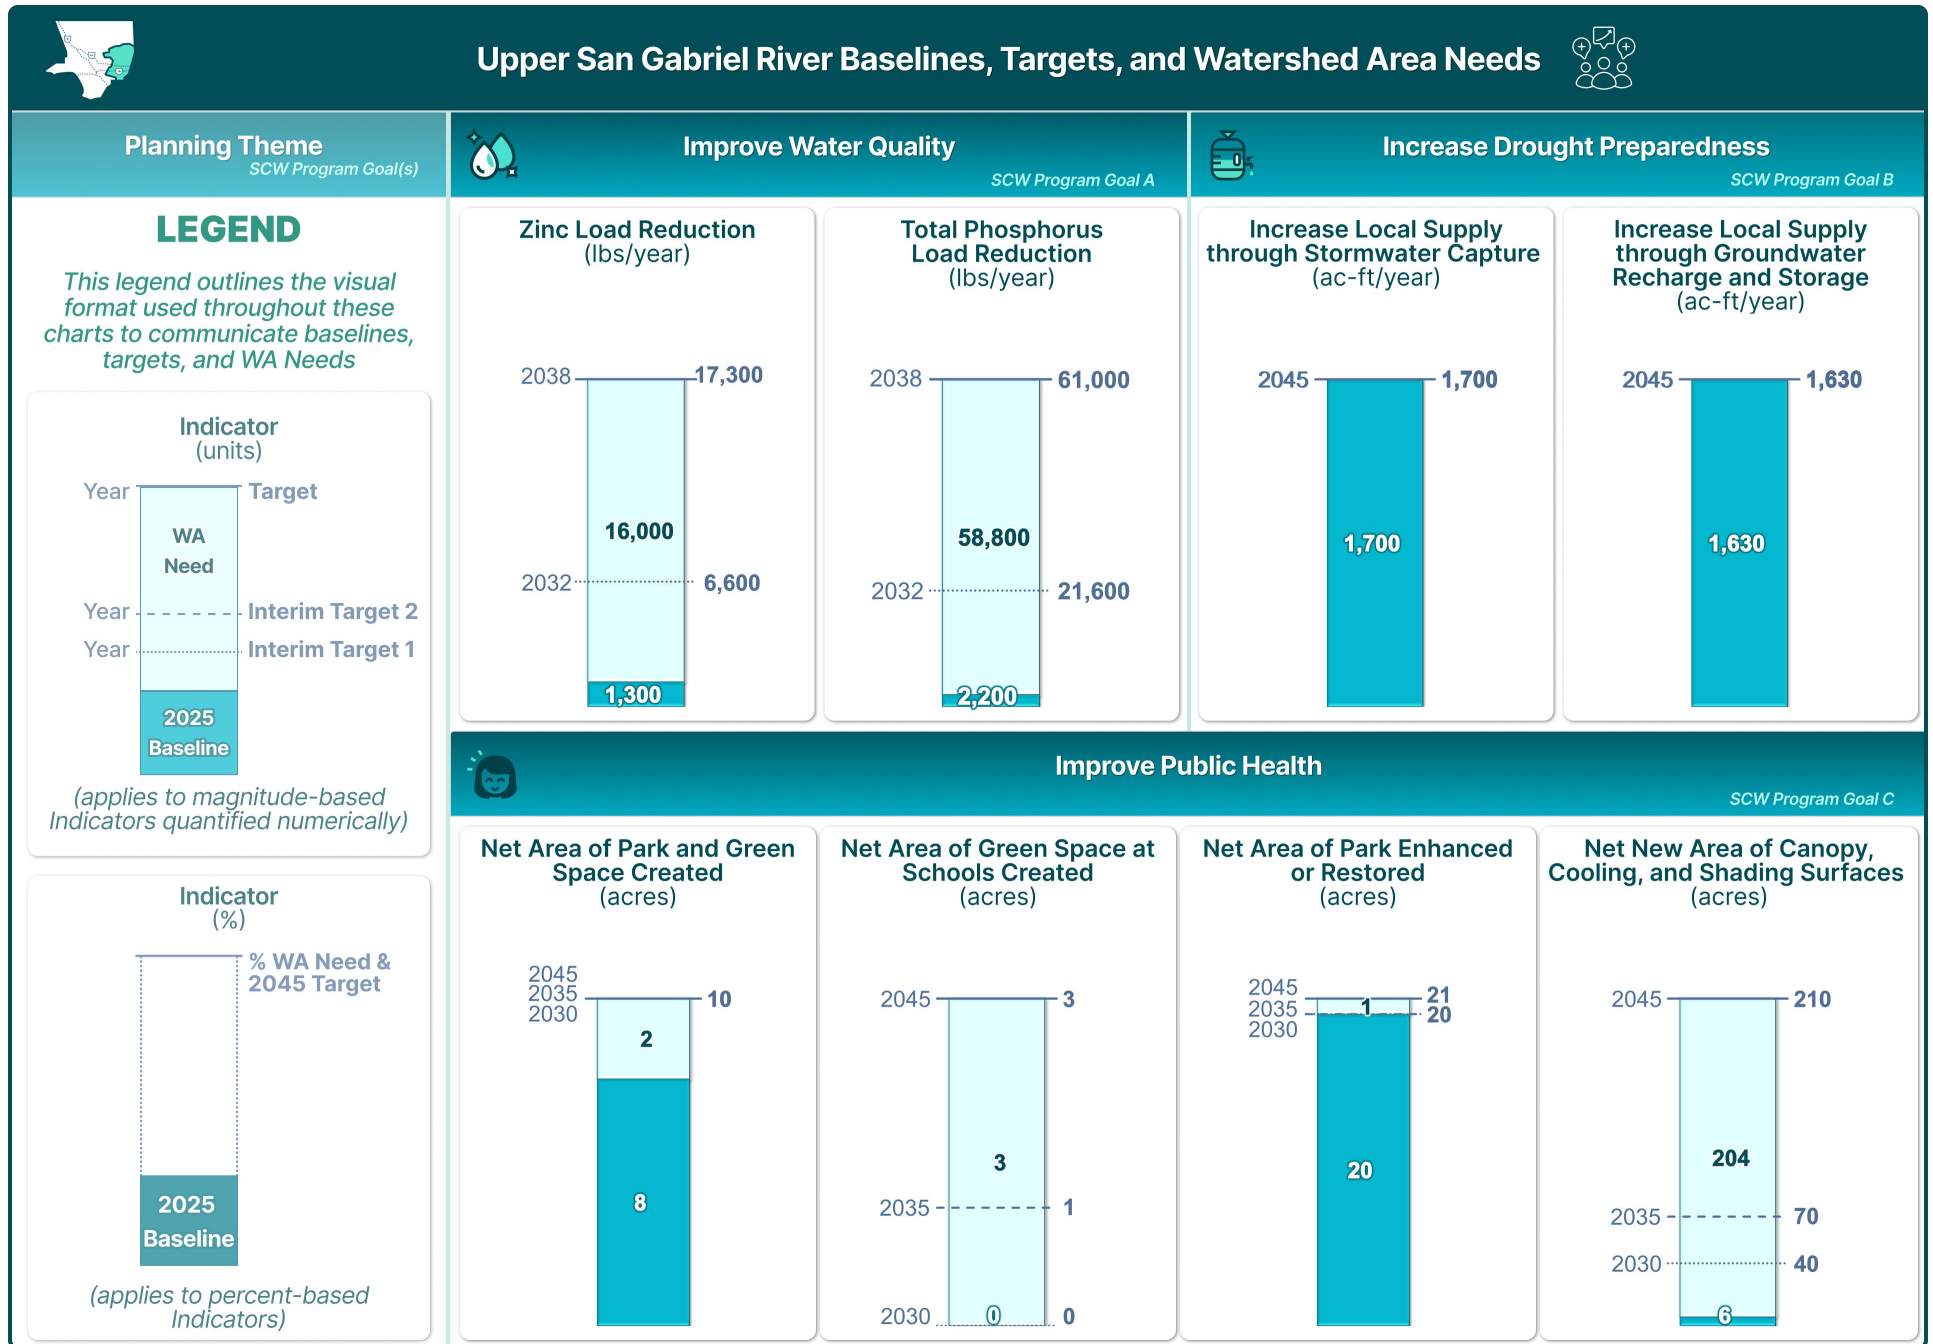 Upper San Gabriel River Baselines, Targets, and Watershed Area Needs
Planning Theme
SCW Program Goal(s)
LEGEND
This legend outlines the visual
format used throughout these
charts to communicate baselines,
targets, and WA Needs
Indicator
(units)
Year
Target
WA
Need
Year
Interim Target 2
Year
Interim Target 1
2025
Baseline
(applies to magnitude-based
Indicators quantified numerically)
Indicator
(%)
% WA Need &
2045 Target
2025
Baseline
(applies to percent-based
Indicators)
Improve Water Quality
SCW Program Goal A
Zinc Load Reduction
(lbs/year)
2038
17,300
16,000
2032
6,600
1,300
Total Phosphorus
Load Reduction
(lbs/year)
2038
61,000
58,800
2032
21,600
2,200
Increase Drought Preparedness
SCW Program Goal B
Increase Local Supply
through Stormwater Capture
(ac-ft/year)
2045
1,700
1,700
Increase Local Supply
through Groundwater
Recharge and Storage
(ac-ft/year)
2045
1,630
1,630
Improve Public Health
SCW Program Goal C
Net Area of Park and Green
Space Created
(acres)
2045
2035
2030
10
2
8
Net Area of Green Space at
Schools Created
(acres)
2045
3
3
2035
1
2030
0
0
Net Area of Park Enhanced
or Restored
(acres)
2045
2035
2030
21
20
1
20
Net New Area of Canopy,
Cooling, and Shading Surfaces
(acres)
2045
210
204
2035
70
2030
40
6